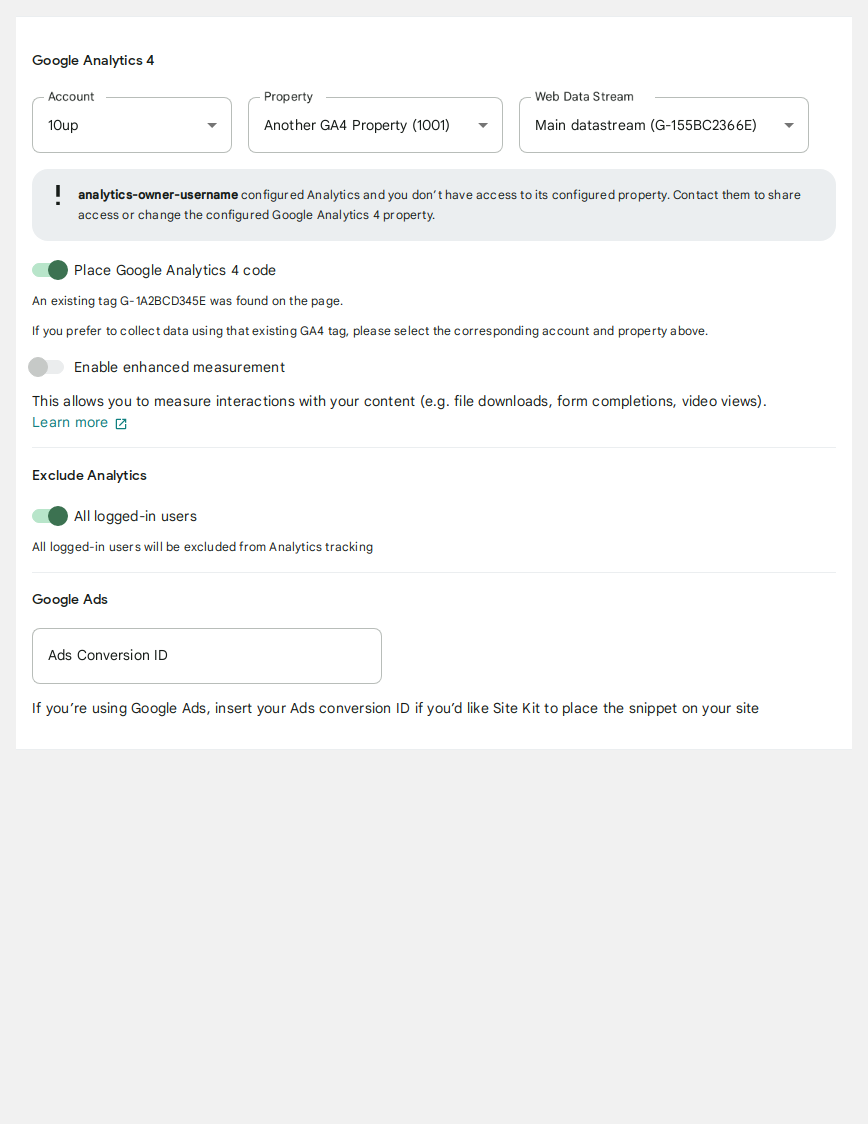 Google Analytics 4
Account
10up
Property
Another GA4 Property (1001)
Web Data Stream
Main datastream (G-155BC2366E)
analytics-owner-username configured Analytics and you don't have access to its configured property. Contact them to share
access or change the configured Google Analytics 4 property.
Place Google Analytics 4 code
An existing tag G-1A2BCD345E was found on the page.
If you prefer to collect data using that existing GA4 tag, please select the corresponding account and property above.
Enable enhanced measurement
This allows you to measure interactions with your content (e.g. file downloads, form completions, video views).
Learn more
Exclude Analytics
All logged-in users
All logged-in users will be excluded from Analytics tracking
Google Ads
Ads Conversion ID
If you're using Google Ads, insert your Ads conversion ID if you'd like Site Kit to place the snippet on your site